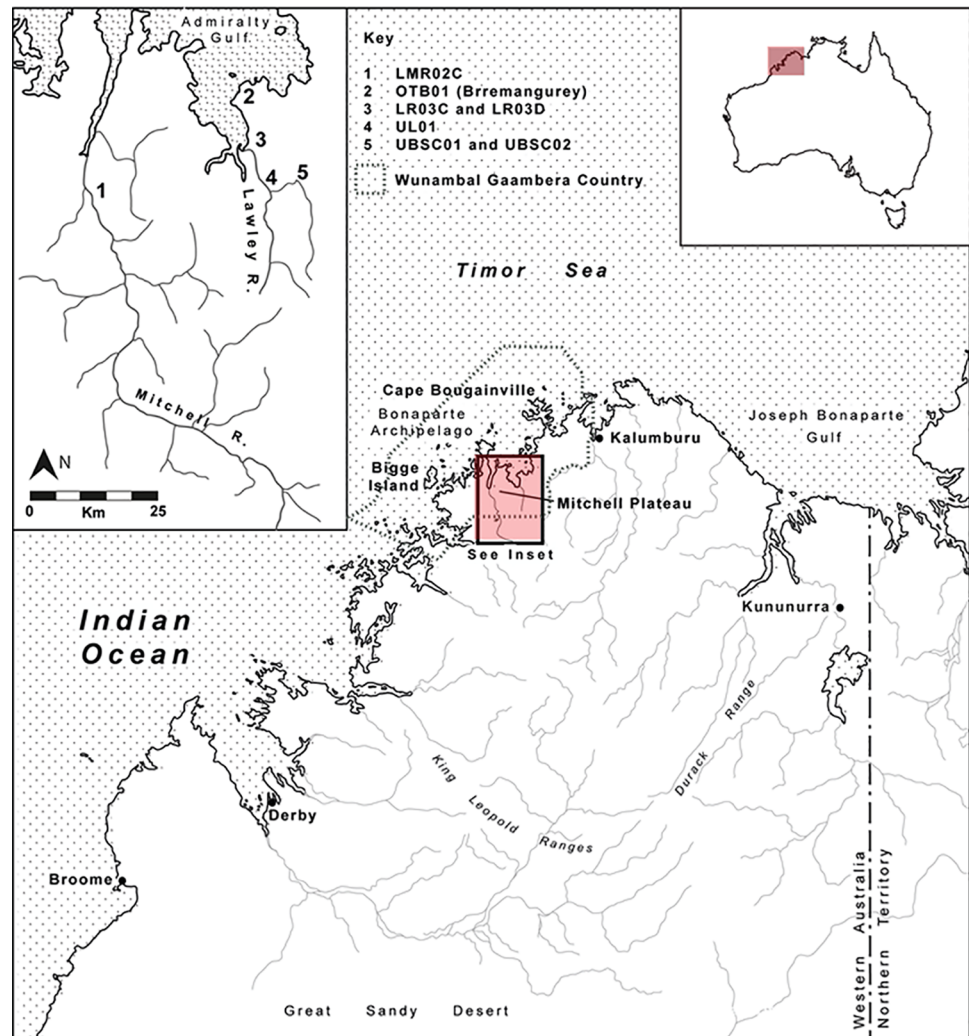 Admiralty
Gulf
2
3
4
5
1
Lawley R.
Mitchell R.
N
0 Km 25
Key
1 LMR02C
2 OTB01 (Brremangurey)
3 LR03C and LR03D
4 UL01
5 UBSC01 and UBSC02
Wunambal Gaambera Country
Timor Sea
Cape Bougainville
Bonaparte
Archipelago
Kalumburu
Joseph Bonaparte
Gulf
Bigge
Island
Mitchell Plateau
See Inset
Indian
Ocean
Kununurra
Durack Range
King Leopold Ranges
Derby
Broome
Western Australia
Northern Territory
Great Sandy Desert